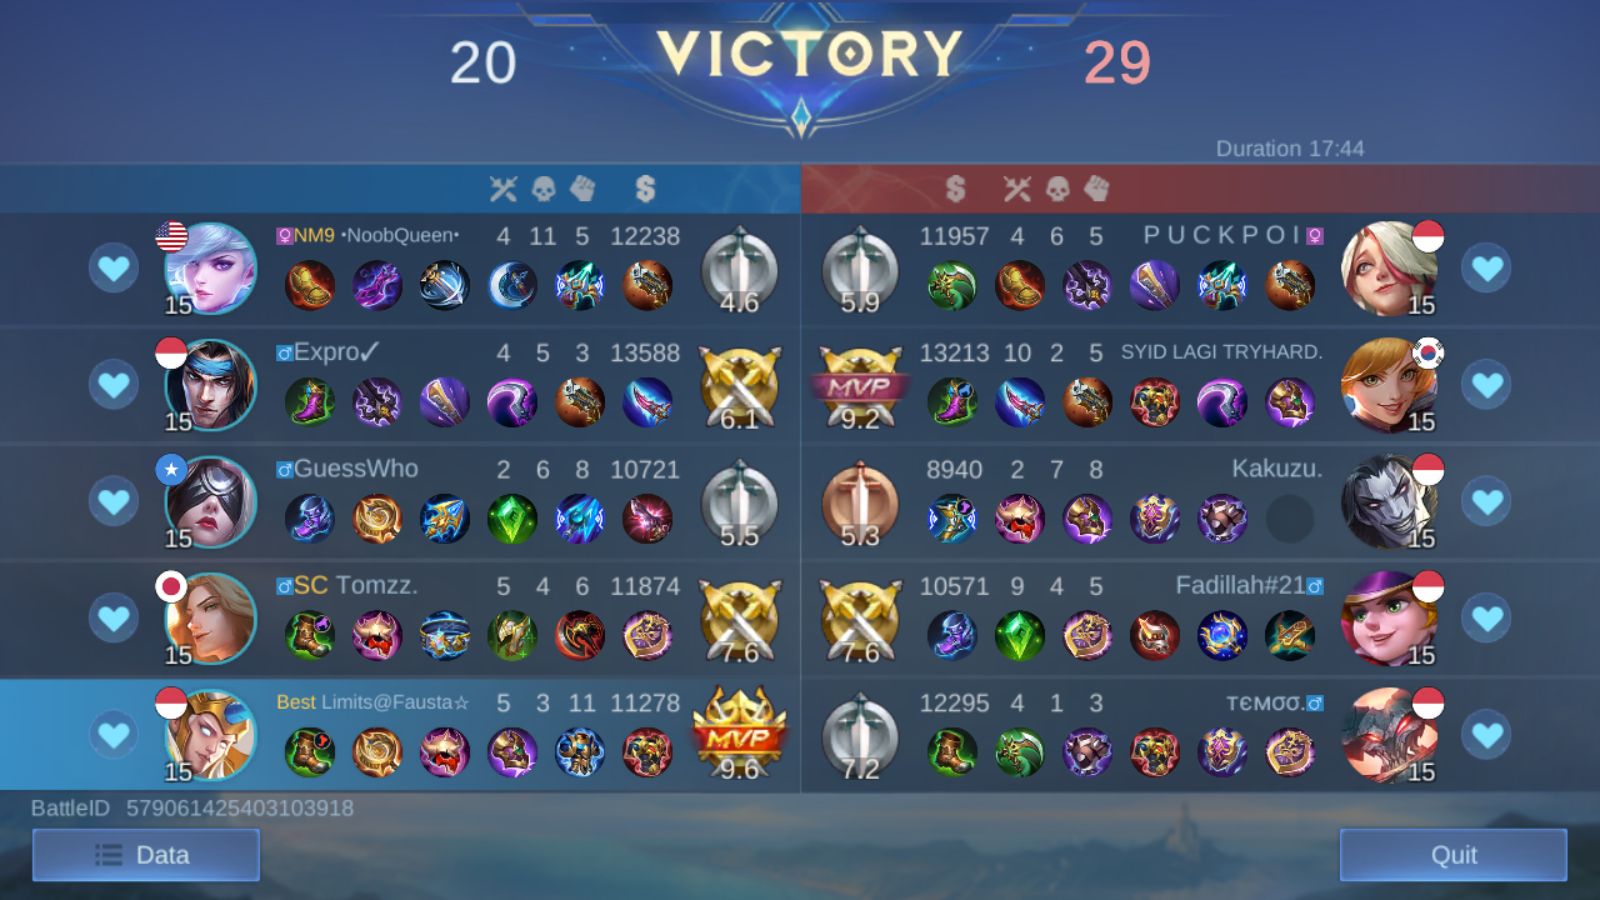 20 VICTORY 29
Duration 17:44
NM9 •NoobQueen• 4 11 5 12238 4.6 15
5.9 11957 4 6 5 P U C K P O I 15
Expro✓ 4 5 3 13588 6.1 15
MVP 9.2 13213 10 2 5 SYID LAGI TRYHARD. 15
GuessWho 2 6 8 10721 5.5 15
5.3 8940 2 7 8 Kakuzu. 15
SC Tomzz. 5 4 6 11874 7.6 15
7.6 10571 9 4 5 Fadillah#21 15
Best Limits@Fausta☆ 5 3 11 11278 MVP 9.6 15
7.2 12295 4 1 3 тємσσ. 15
BattleID 579061425403103918
Data
Quit